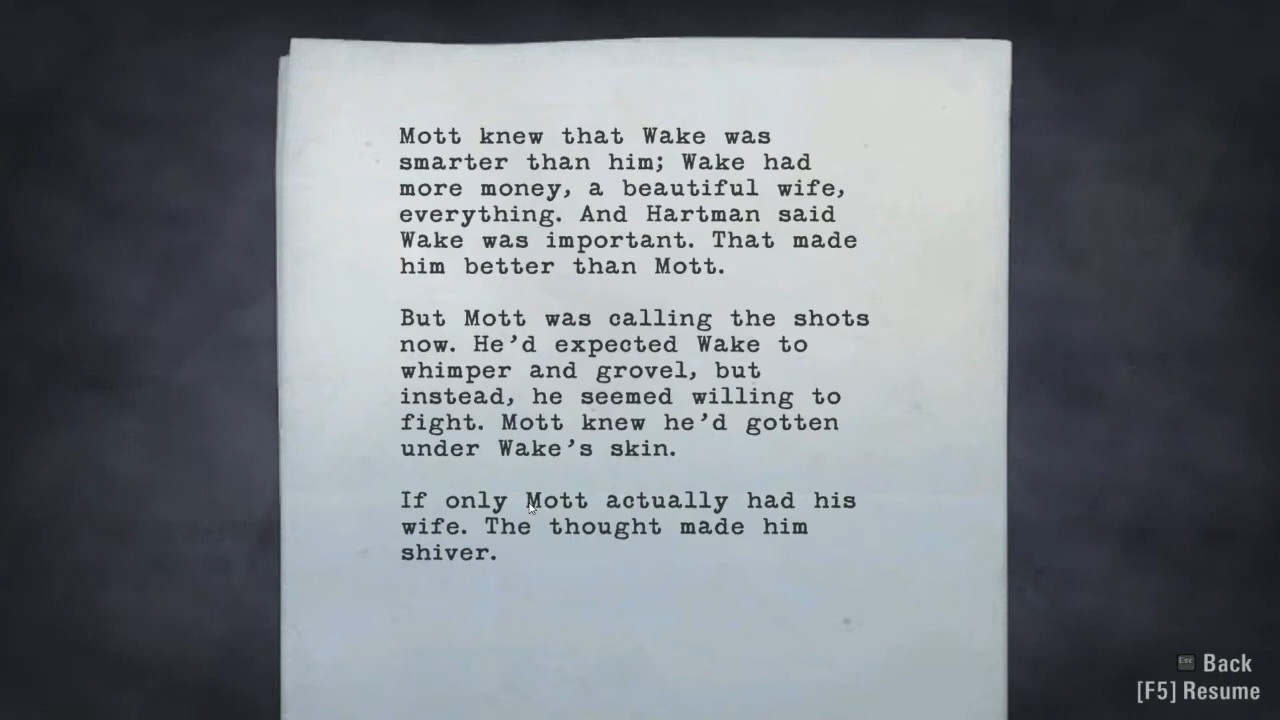 Mott knew that Wake was
smarter than him; Wake had
more money, a beautiful wife,
everything. And Hartman said
Wake was important. That made
him better than Mott.
But Mott was calling the shots
now. He’d expected Wake to
whimper and grovel, but
instead, he seemed willing to
fight. Mott knew he’d gotten
under Wake’s skin.
If only Mott actually had his
wife. The thought made him
shiver.
Esc Back
[F5] Resume